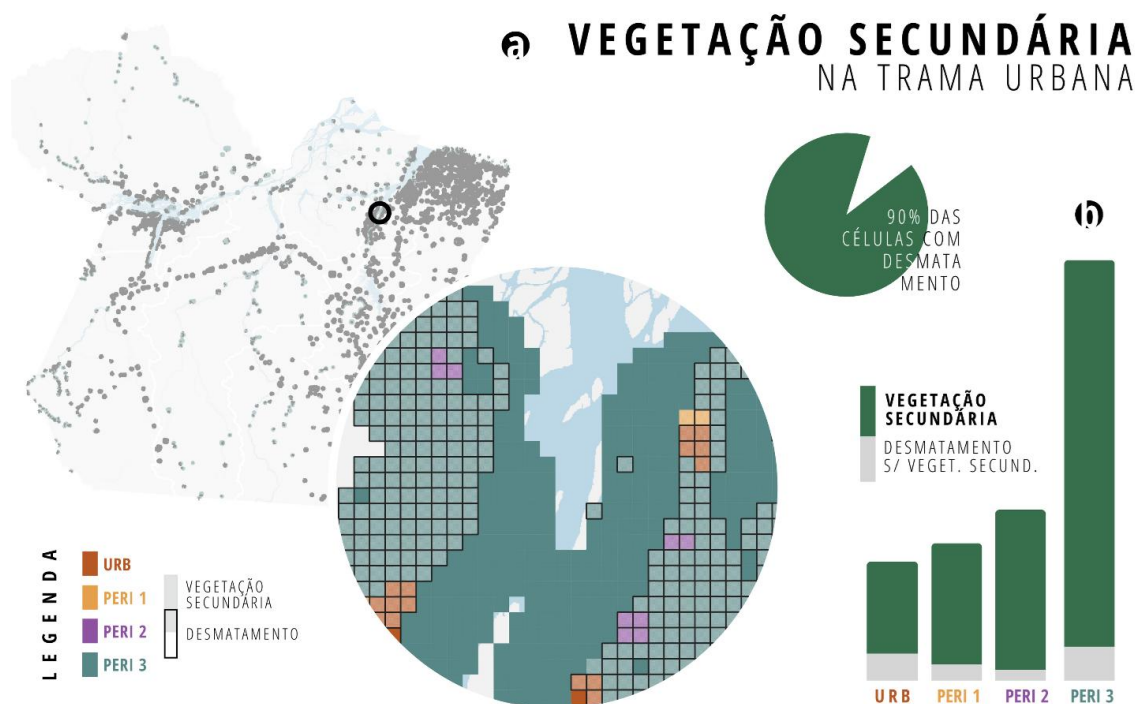 a VEGETAÇÃO SECUNDÁRIA
NA TRAMA URBANA
90% DAS
CÉLULAS COM
DESMATA
MENTO
b
VEGETAÇÃO
SECUNDÁRIA
DESMATAMENTO
S/ VEGET. SECUND.
LEGENDA
URB
PERI 1
PERI 2
PERI 3
VEGETAÇÃO
SECUNDÁRIA
DESMATAMENTO
URB PERI 1 PERI 2 PERI 3